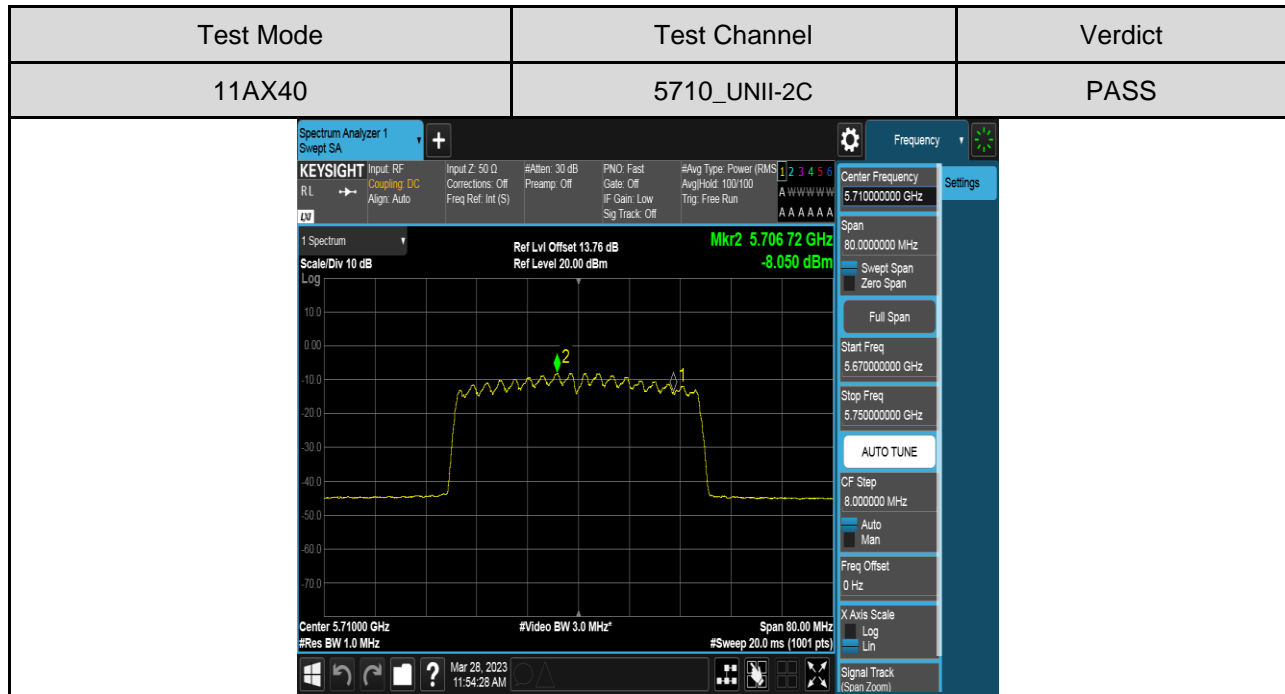 Test Mode
Test Channel
Verdict
11AX40
5710_UNII-2C
PASS
Spectrum Analyzer 1
Swept SA
+
Frequency
KEYSIGHT
RL
LXI
Input: RF
Coupling: DC
Align: Auto
Input Z: 50 Ω
Corrections: Off
Freq Ref: Int (S)
#Atten: 30 dB
Preamp: Off
PNO: Fast
Gate: Off
IF Gain: Low
Sig Track: Off
#Avg Type: Power (RMS
Avg|Hold: 100/100
Trig: Free Run
1 2 3 4 5 6
A W W W W W
A A A A A A
Center Frequency
5.710000000 GHz
Settings
Span
80.0000000 MHz
Swept Span
Zero Span
Full Span
Start Freq
5.670000000 GHz
Stop Freq
5.750000000 GHz
AUTO TUNE
CF Step
8.000000 MHz
Auto
Man
Freq Offset
0 Hz
X Axis Scale
Log
Lin
Signal Track
(Span Zoom)
1 Spectrum
Scale/Div 10 dB
Ref Lvl Offset 13.76 dB
Ref Level 20.00 dBm
Mkr2 5.706 72 GHz
-8.050 dBm
Log
10.0
0.00
-10.0
-20.0
-30.0
-40.0
-50.0
-60.0
-70.0
2
1
Center 5.71000 GHz
#Res BW 1.0 MHz
#Video BW 3.0 MHz*
Span 80.00 MHz
#Sweep 20.0 ms (1001 pts)
?
Mar 28, 2023
11:54:28 AM